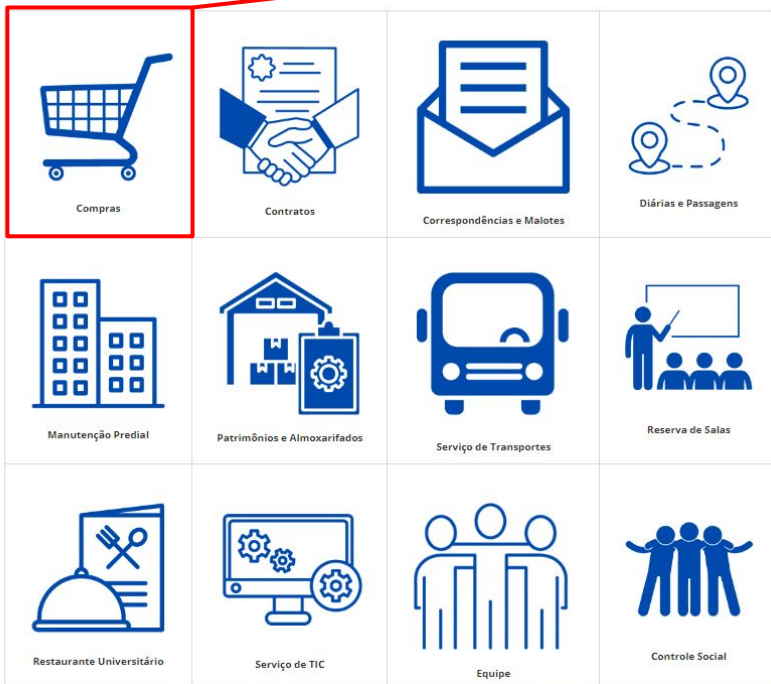 Compras
Contratos
Correspondências e Malotes
Diárias e Passagens
Manutenção Predial
Patrimônios e Almoxarifados
Serviço de Transportes
Reserva de Salas
Restaurante Universitário
Serviço de TIC
Equipe
Controle Social